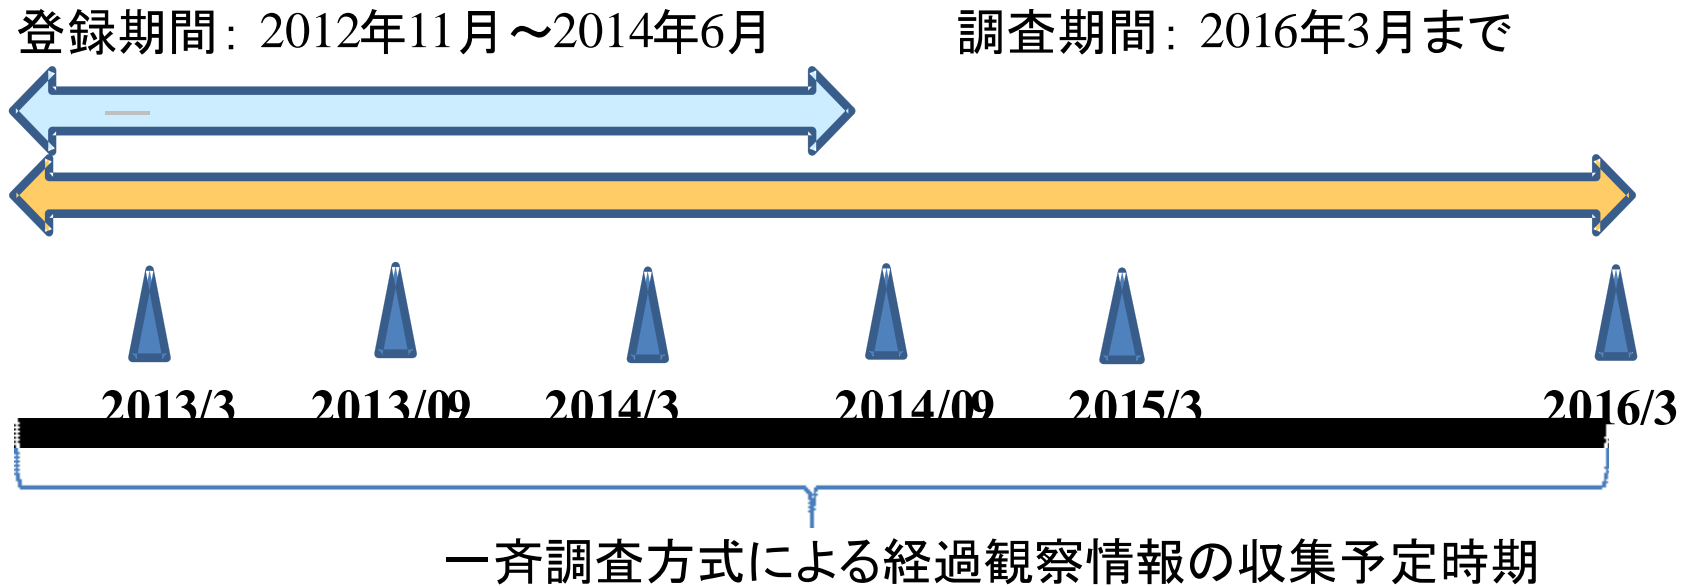 登録期間: 2012年11月～2014年6月 調査期間: 2016年3月まで
2013/3 2013/09 2014/3 2014/09 2015/3 2016/3
一斉調査方式による経過観察情報の収集予定時期